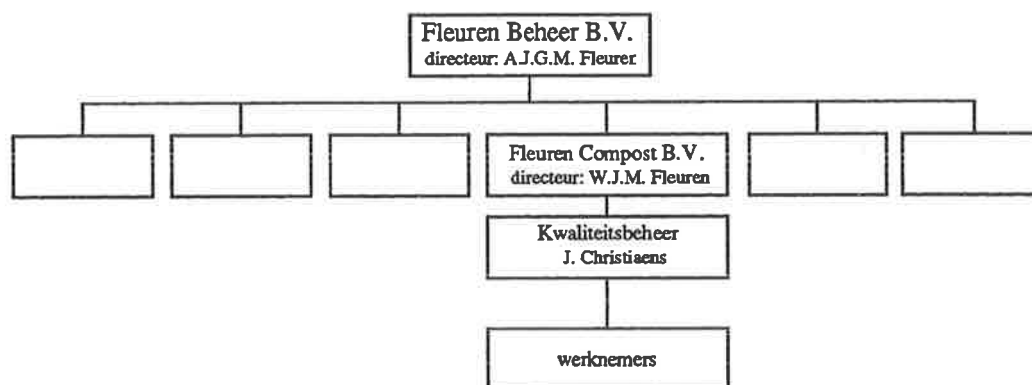 Fleuren Beheer B.V.
directeur: A.J.G.M. Fleurer
Fleuren Compost B.V.
directeur: W.J.M. Fleuren
Kwaliteitsbeheer
J. Christiaens
werknemers